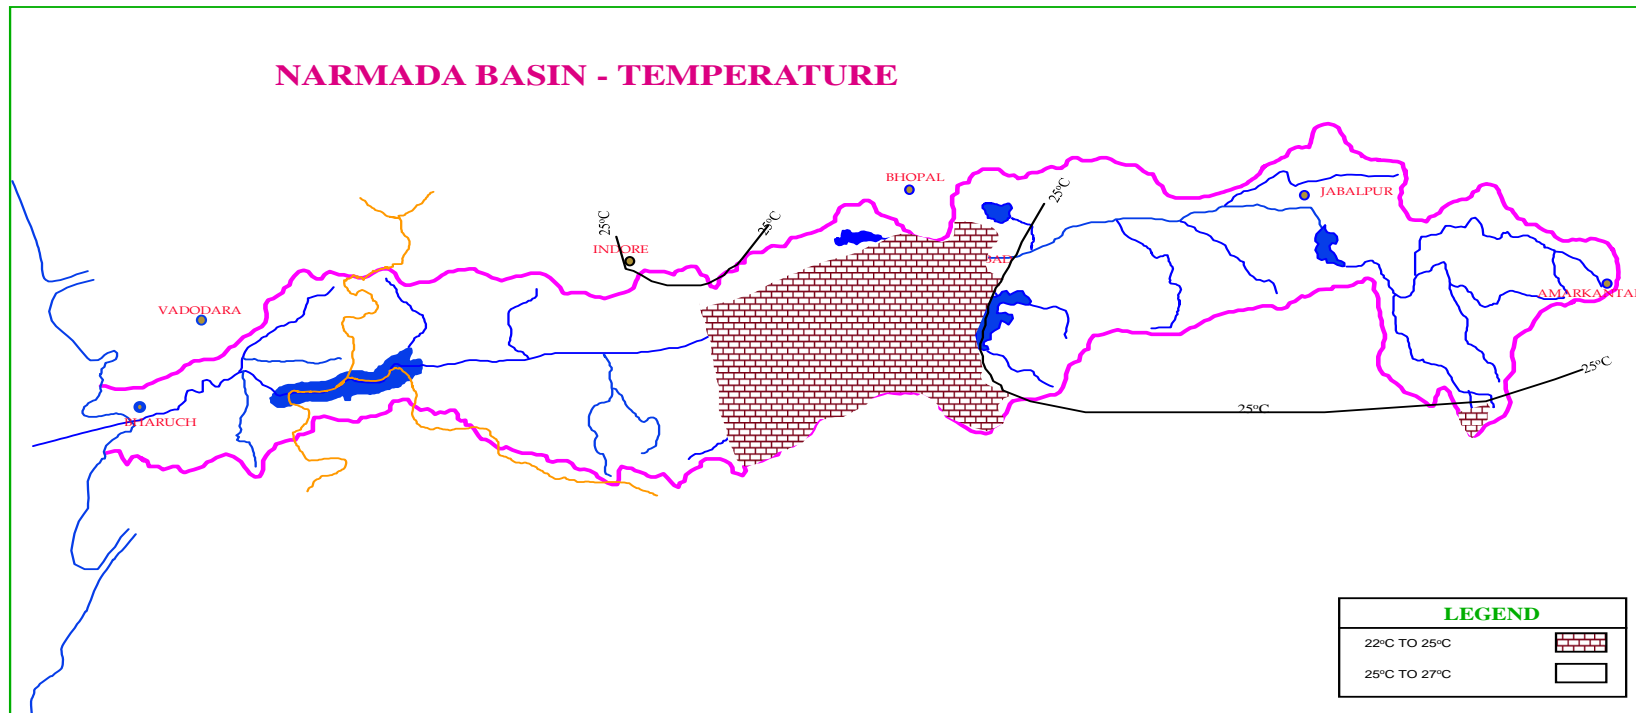 NARMADA BASIN - TEMPERATURE
BHOPAL
25ºC
JABALPUR
25ºC
25ºC
INDORE
VADODARA
AMARKANTAK
25ºC
25ºC
BHARUCH
LEGEND
22ºC TO 25ºC
25ºC TO 27ºC